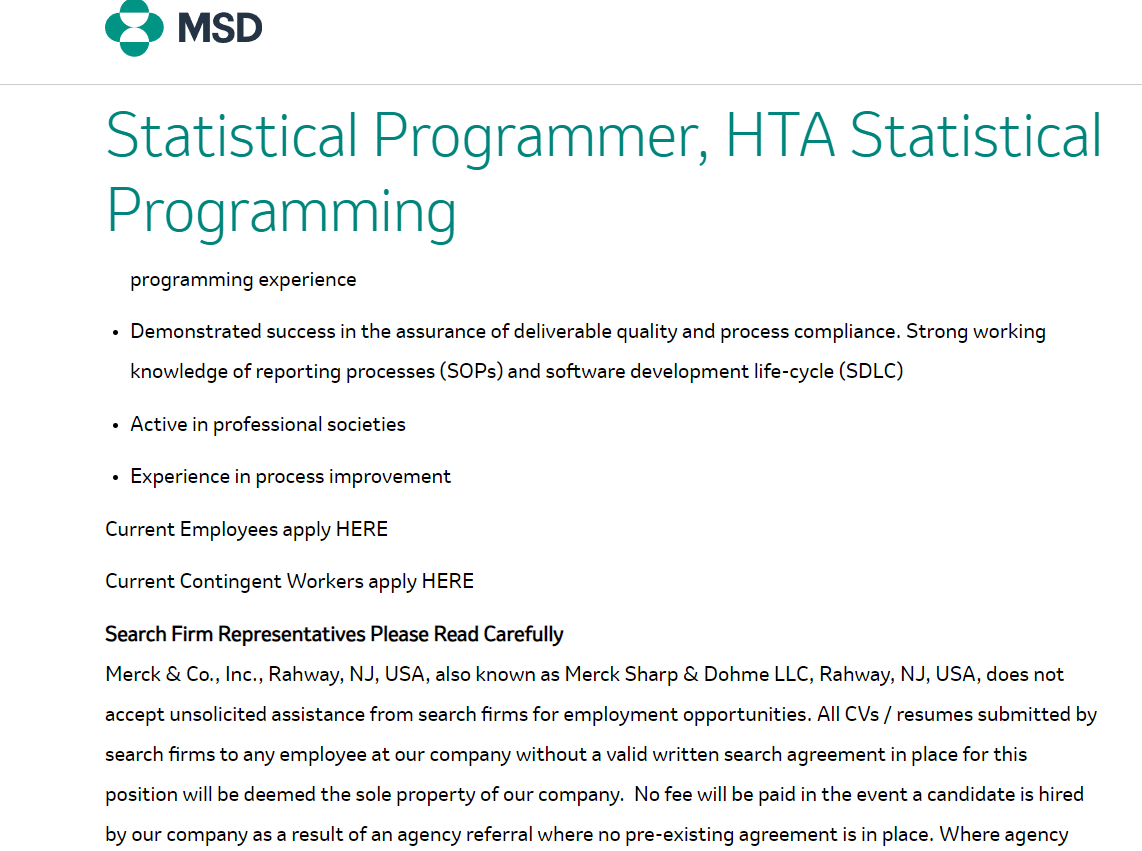 MSD
Statistical Programmer, HTA Statistical
Programming
programming experience
• Demonstrated success in the assurance of deliverable quality and process compliance. Strong working
knowledge of reporting processes (SOPs) and software development life-cycle (SDLC)
• Active in professional societies
• Experience in process improvement
Current Employees apply HERE
Current Contingent Workers apply HERE
Search Firm Representatives Please Read Carefully
Merck & Co., Inc., Rahway, NJ, USA, also known as Merck Sharp & Dohme LLC, Rahway, NJ, USA, does not
accept unsolicited assistance from search firms for employment opportunities. All CVs / resumes submitted by
search firms to any employee at our company without a valid written search agreement in place for this
position will be deemed the sole property of our company.  No fee will be paid in the event a candidate is hired
by our company as a result of an agency referral where no pre-existing agreement is in place. Where agency